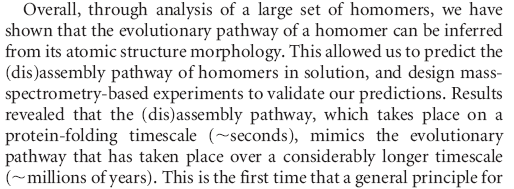 Overall, through analysis of a large set of homomers, we have
shown that the evolutionary pathway of a homomer can be inferred
from its atomic structure morphology. This allowed us to predict the
(dis)assembly pathway of homomers in solution, and design mass-
spectrometry-based experiments to validate our predictions. Results
revealed that the (dis)assembly pathway, which takes place on a
protein-folding timescale (~seconds), mimics the evolutionary
pathway that has taken place over a considerably longer timescale
(~millions of years). This is the first time that a general principle for